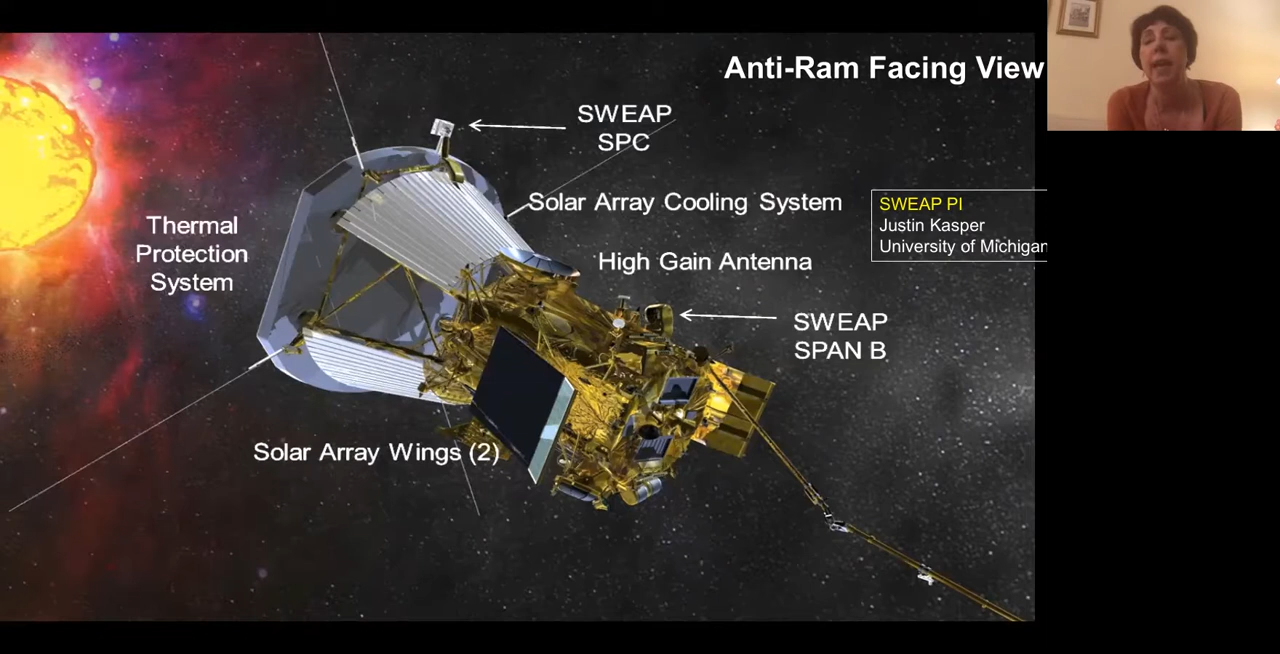 Anti-Ram Facing View
SWEAP
SPC
Solar Array Cooling System
SWEAP PI
Justin Kasper
University of Michigan
Thermal
Protection
System
High Gain Antenna
SWEAP
SPAN B
Solar Array Wings (2)